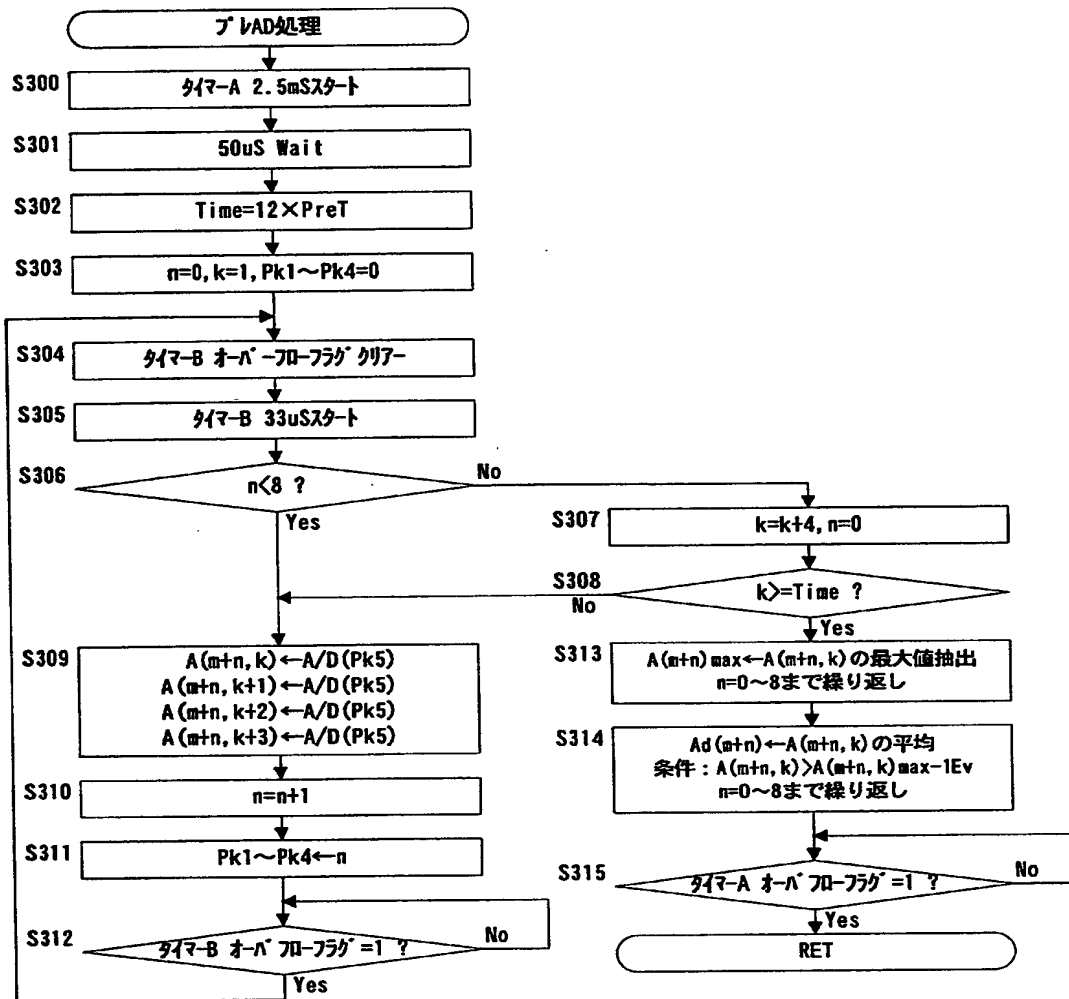 プレAD処理
S300
タイマーA 2.5mSスタート
S301
50uS Wait
S302
Time=12×PreT
S303
n=0,k=1,Pk1～Pk4=0
S304
タイマーB オーバーフローフラグクリアー
S305
タイマーB 33uSスタート
S306
n<8 ?
No
Yes
S307
k=k+4,n=0
S308
k>=Time ?
No
Yes
S309
A(m+n,k)←A/D(Pk5)
A(m+n,k+1)←A/D(Pk5)
A(m+n,k+2)←A/D(Pk5)
A(m+n,k+3)←A/D(Pk5)
S310
n=n+1
S311
Pk1～Pk4←n
S312
タイマーB オーバフローフラグ=1 ?
No
Yes
S313
A(m+n)max←A(m+n,k)の最大値抽出
n=0～8まで繰り返し
S314
Ad(m+n)←A(m+n,k)の平均
条件：A(m+n,k)>A(m+n,k)max-1Ev
n=0～8まで繰り返し
S315
タイマーA オーバフローフラグ=1 ?
No
Yes
RET